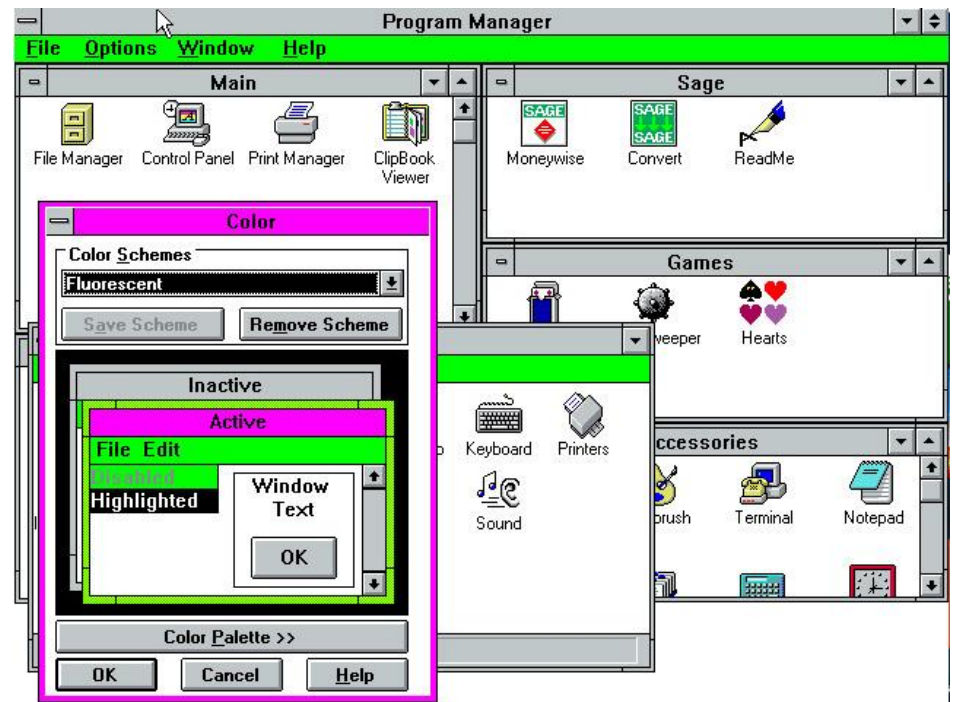 Program Manager
File Options Window Help
Main
File Manager
Control Panel
Print Manager
ClipBook
Viewer
Sage
SAGE
Moneywise
SAGE
SAGE
Convert
ReadMe
Color
Color Schemes
Fluorescent
Save Scheme
Remove Scheme
Inactive
Active
File Edit
Disabled
Highlighted
Window
Text
OK
Color Palette >>
OK
Cancel
Help
Games
weeper
Hearts
Keyboard
Printers
Sound
ccessories
brush
Terminal
Notepad